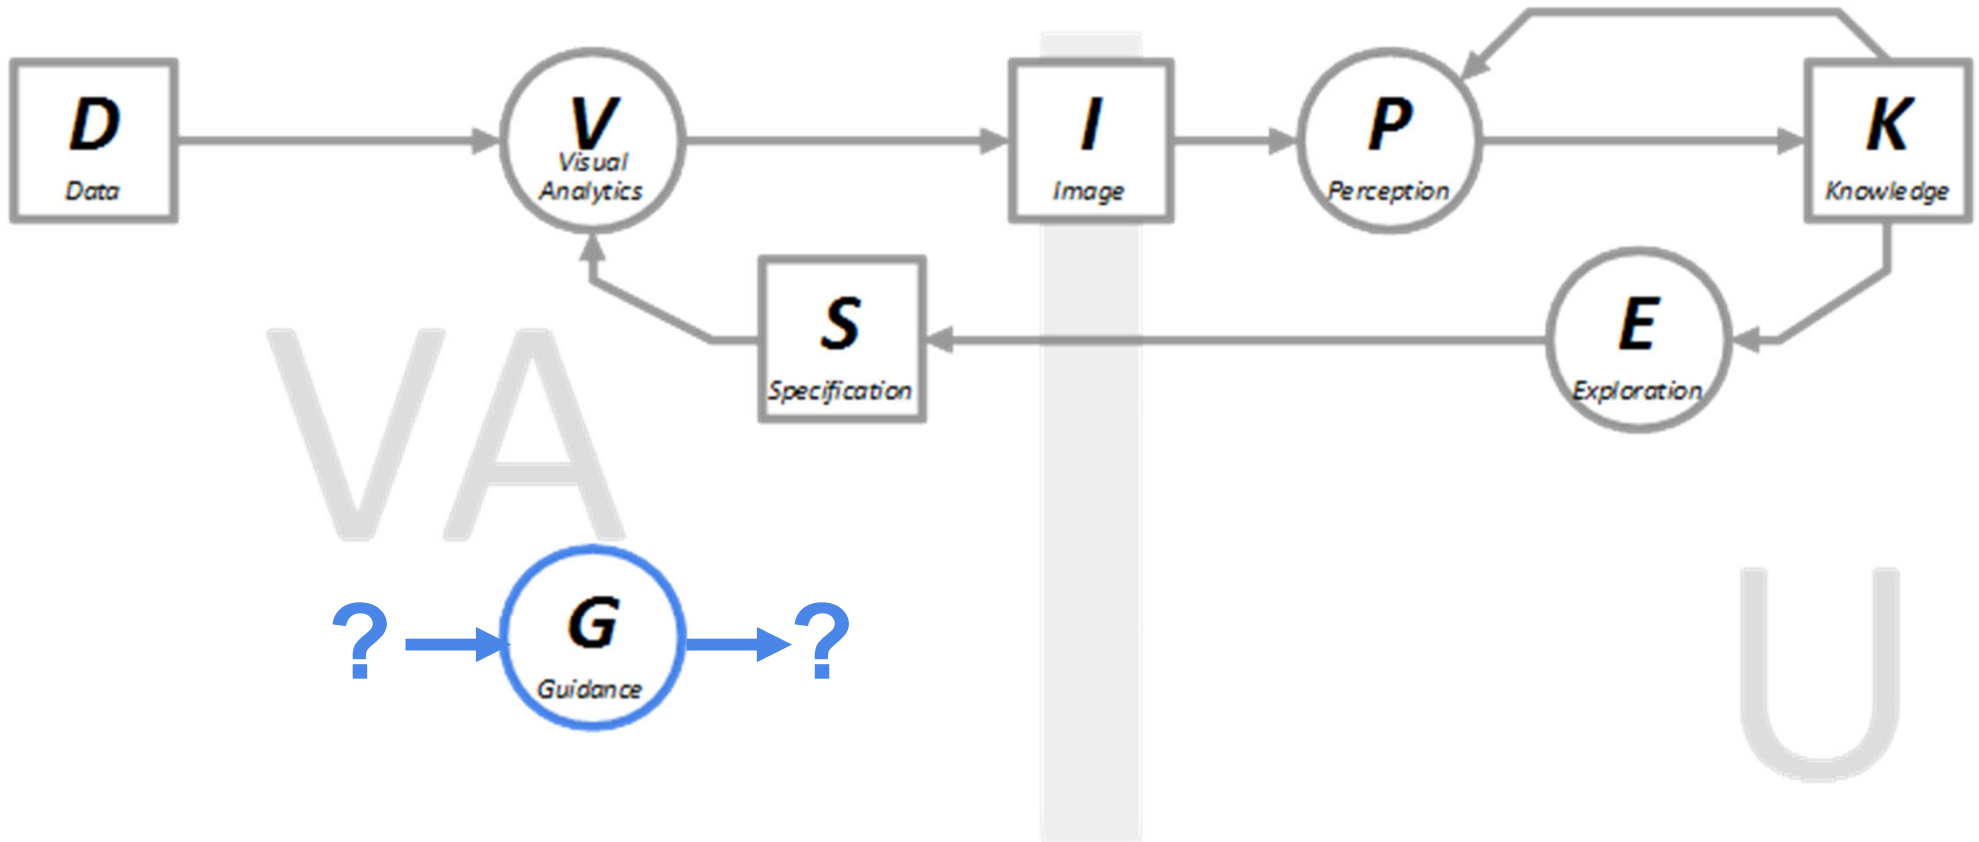 D
Data
V
Visual
Analytics
I
Image
P
Perception
K
Knowledge
S
Specification
E
Exploration
VA
?
G
Guidance
?
U